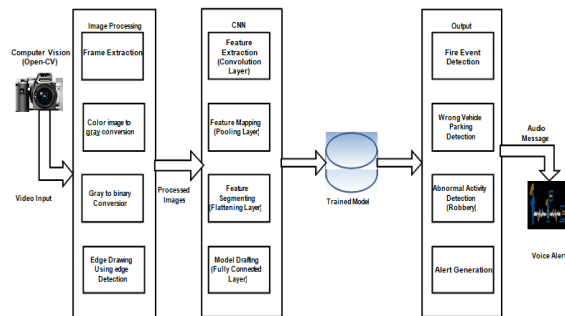 Computer Vision
(Open-CV)
Video Input
Image Processing
Frame Extraction
Color image to
gray conversion
Gray to binary
Conversion
Edge Drawing
Using edge
Detection
Processed
Images
CNN
Feature
Extraction
(Convolution
Layer)
Feature Mapping
(Pooling Layer)
Feature
Segmenting
(Flattening Layer)
Model Drafting
(Fully Connected
Layer)
Trained Model
Output
Fire Event
Detection
Wrong Vehicle
Parking
Detection
Abnormal Activity
Detection
(Robbery)
Alert Generation
Audio
Message
Voice Alert